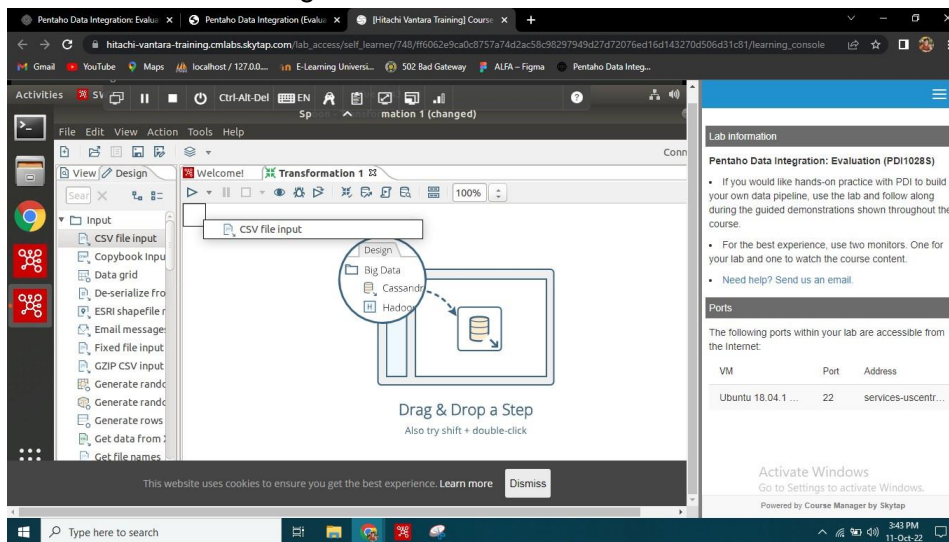 Pentaho Data Integration: Evalua
Pentaho Data Integration (Evalua
[Hitachi Vantara Training] Course
hitachi-vantara-training.cmlabs.skytap.com/lab_access/self_learner/748/ff6062e9ca0c8757a74d2ac58c98297949d27d72076ed16d143270d506d31c81/learning_console
Gmail YouTube Maps localhost / 127.0.0.... E-Learning Universi... 502 Bad Gateway ALFA – Figma Pentaho Data Integ...
Activities Ctrl-Alt-Del EN
mation 1 (changed)
File Edit View Action Tools Help
Conn
View Design Welcome! Transformation 1
Sear 100%
Input
CSV file input
Copybook Inpu
Data grid
De-serialize fro
ESRI shapefile r
Email message
Fixed file input
GZIP CSV input
Generate rando
Generate rando
Generate rows
Get data from
Get file names
CSV file input
Design
Big Data
Cassandr
Hadoo
Drag & Drop a Step
Also try shift + double-click
This website uses cookies to ensure you get the best experience. Learn more Dismiss
Lab information
Pentaho Data Integration: Evaluation (PDI1028S)
• If you would like hands-on practice with PDI to build
your own data pipeline, use the lab and follow along
during the guided demonstrations shown throughout the
course.
• For the best experience, use two monitors. One for
your lab and one to watch the course content.
• Need help? Send us an email.
Ports
The following ports within your lab are accessible from
the Internet:
VM Port Address
Ubuntu 18.04.1 ... 22 services-uscentr...
Activate Windows
Go to Settings to activate Windows.
Powered by Course Manager by Skytap
Type here to search
3:43 PM
11-Oct-22